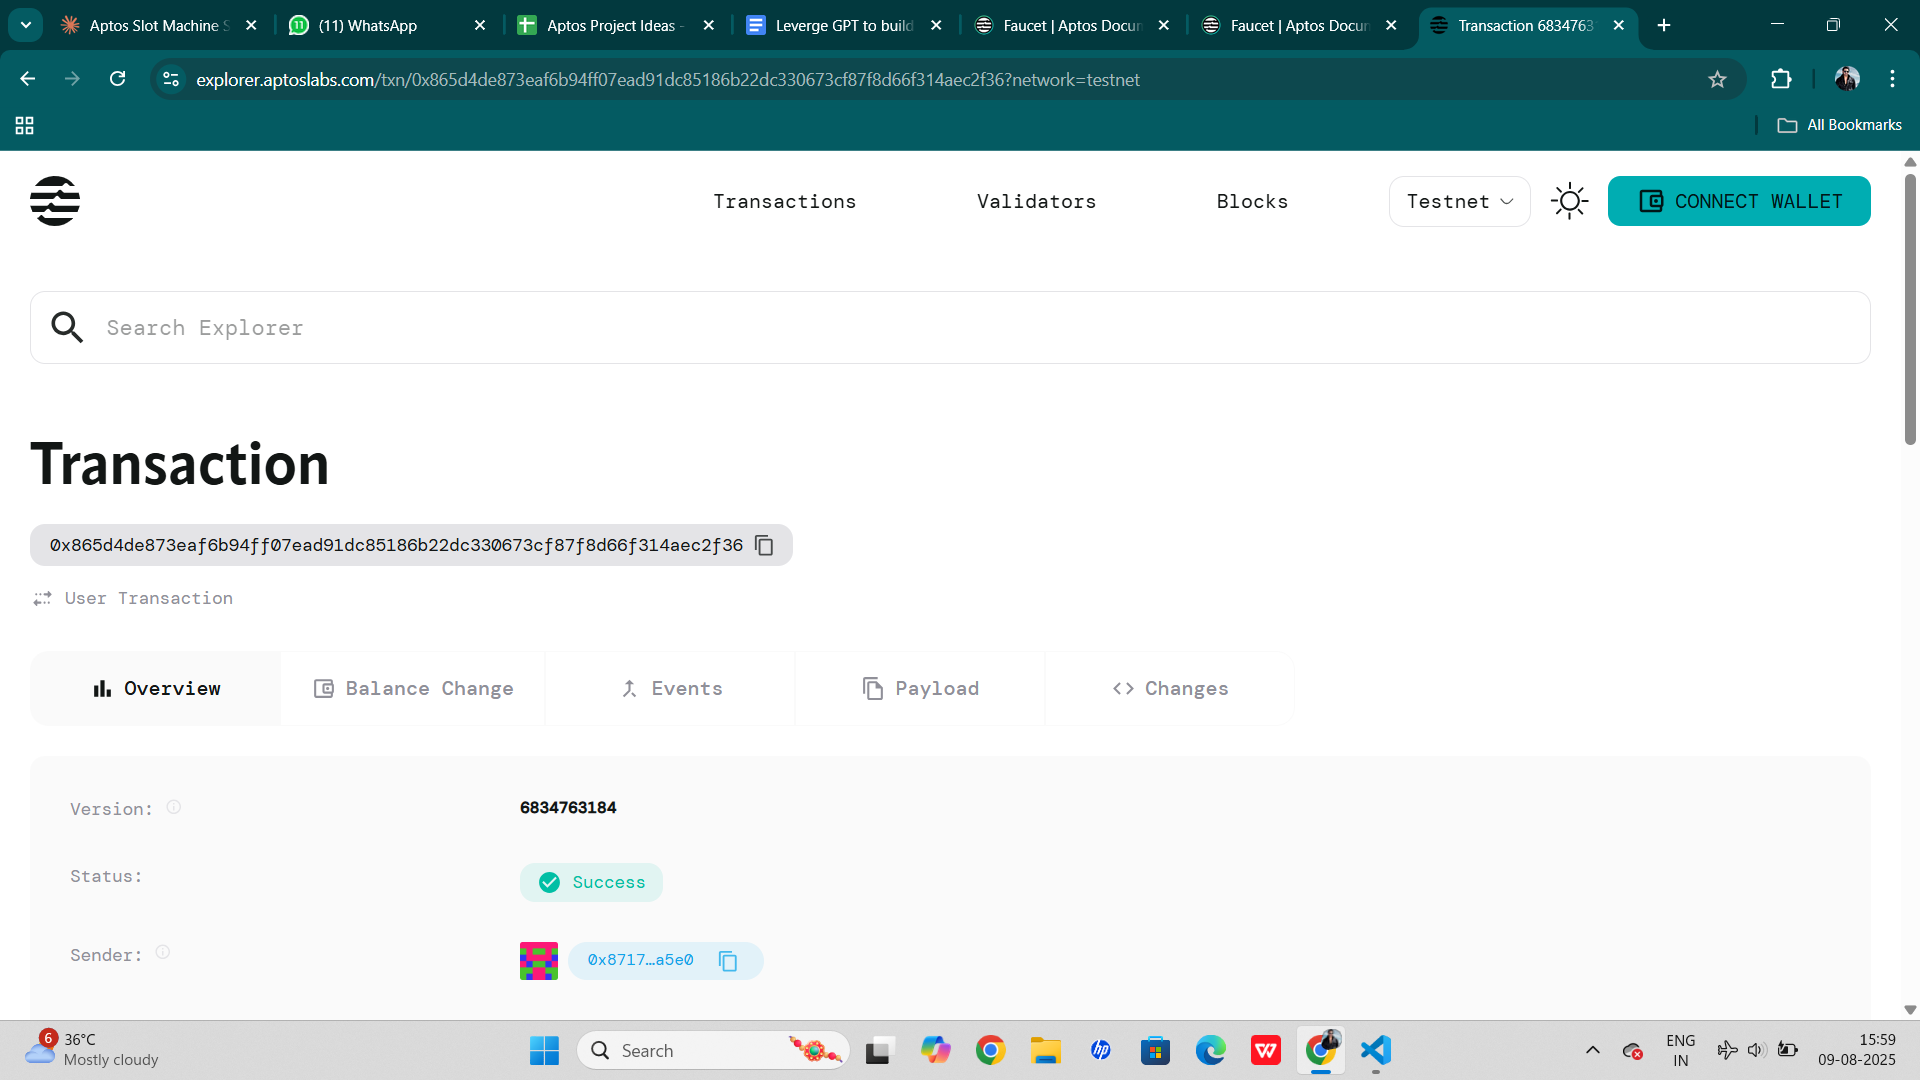 Aptos Slot Machine S
(11) WhatsApp
Aptos Project Ideas -
Leverge GPT to build
Faucet | Aptos Docun
Faucet | Aptos Docun
Transaction 6834763
explorer.aptoslabs.com/txn/0x865d4de873eaf6b94ff07ead91dc85186b22dc330673cf87f8d66f314aec2f36?network=testnet
All Bookmarks
Transactions
Validators
Blocks
Testnet
CONNECT WALLET
Search Explorer
Transaction
0x865d4de873eaf6b94ff07ead91dc85186b22dc330673cf87f8d66f314aec2f36
User Transaction
Overview
Balance Change
Events
Payload
Changes
Version:
6834763184
Status:
Success
Sender:
0x8717…a5e0
6
36°C
Mostly cloudy
Search
ENG
IN
15:59
09-08-2025